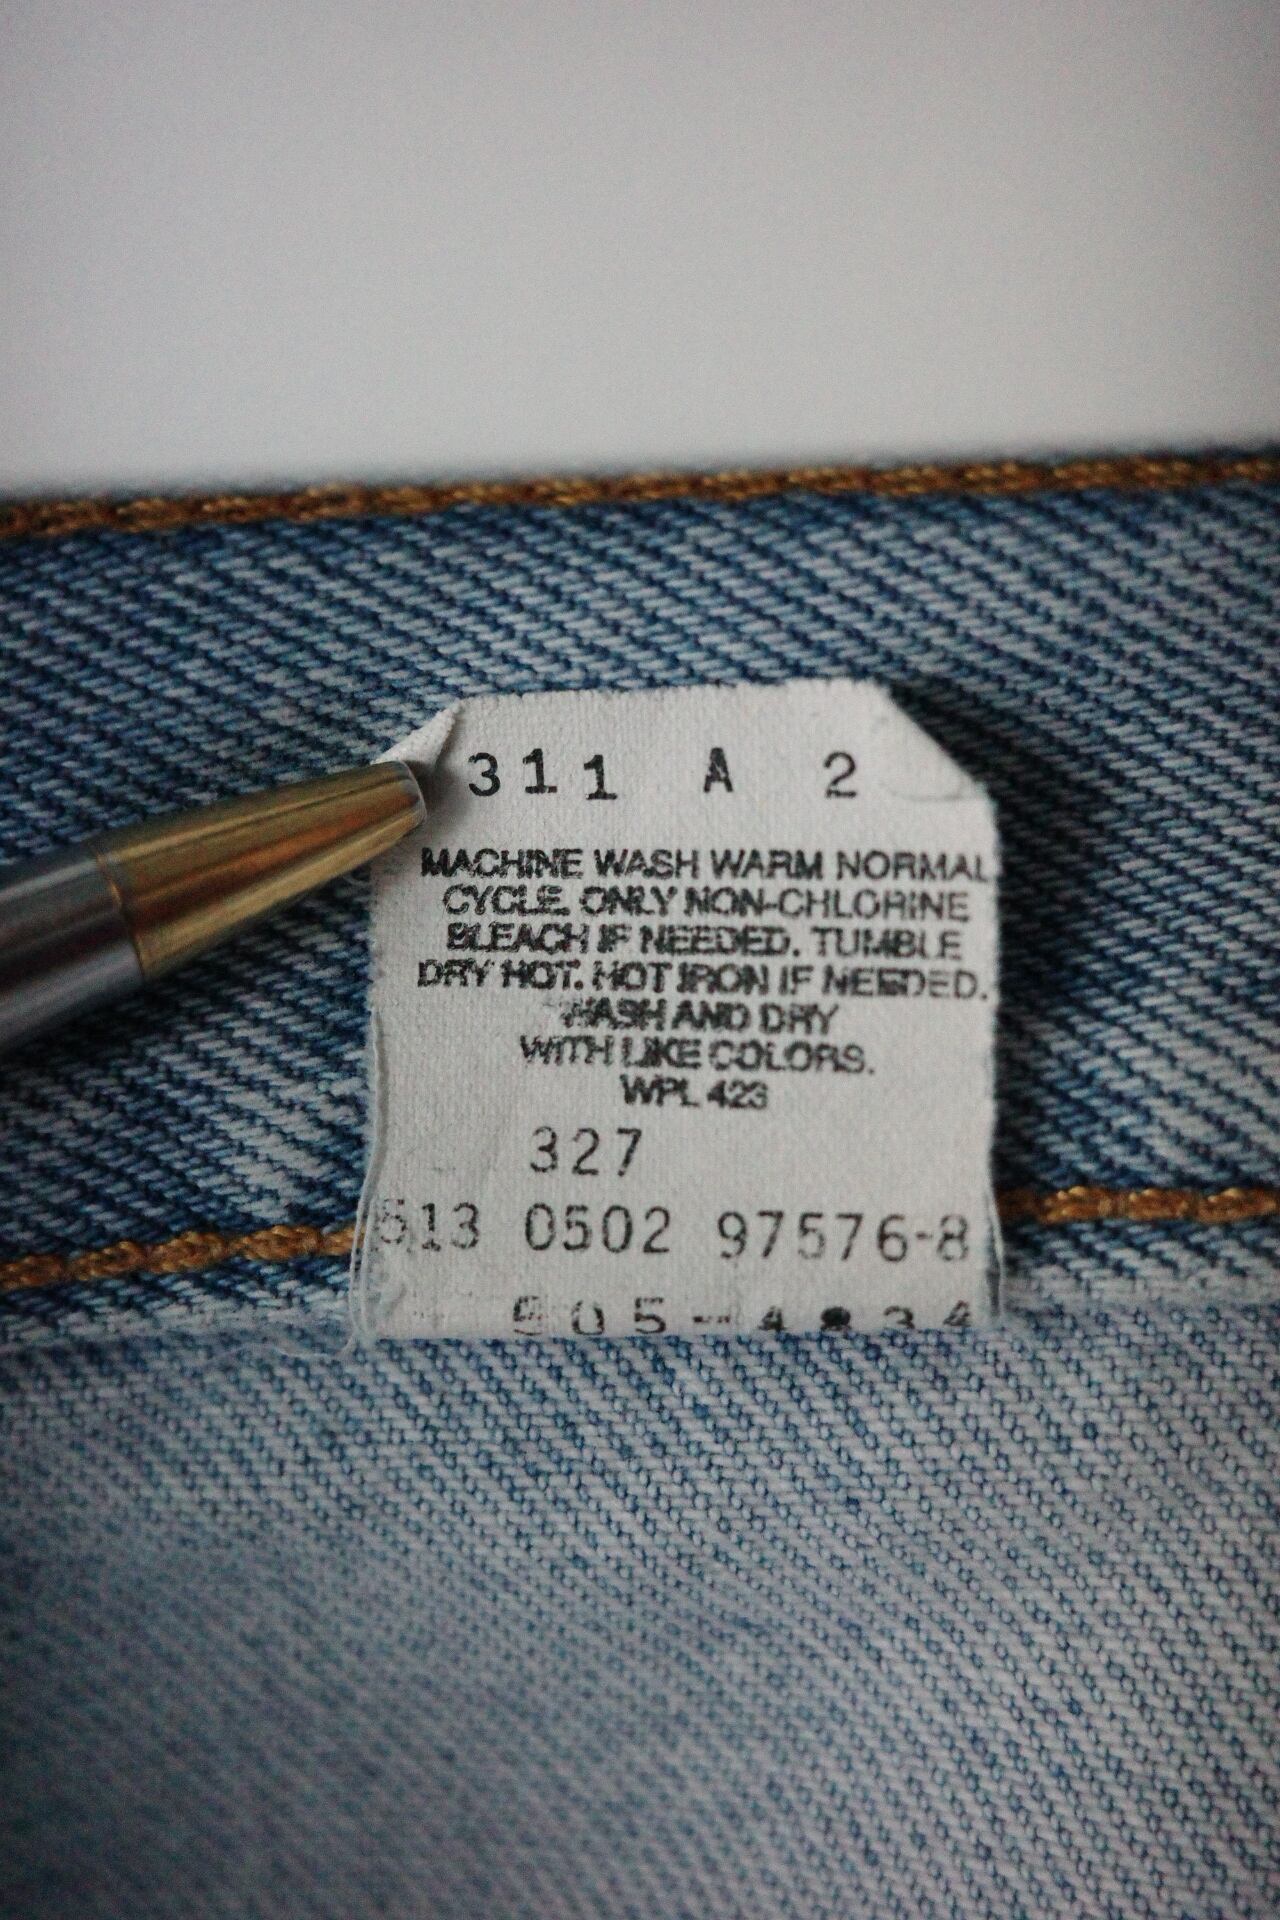 311 A 2
MACHINE WASH WARM NORMAL
CYCLE. ONLY NON-CHLORINE
BLEACH IF NEEDED. TUMBLE
DRY HOT. HOT IRON IF NEEDED.
WASH AND DRY
WITH LIKE COLORS.
WPL 423
327
513 0502 97576-8